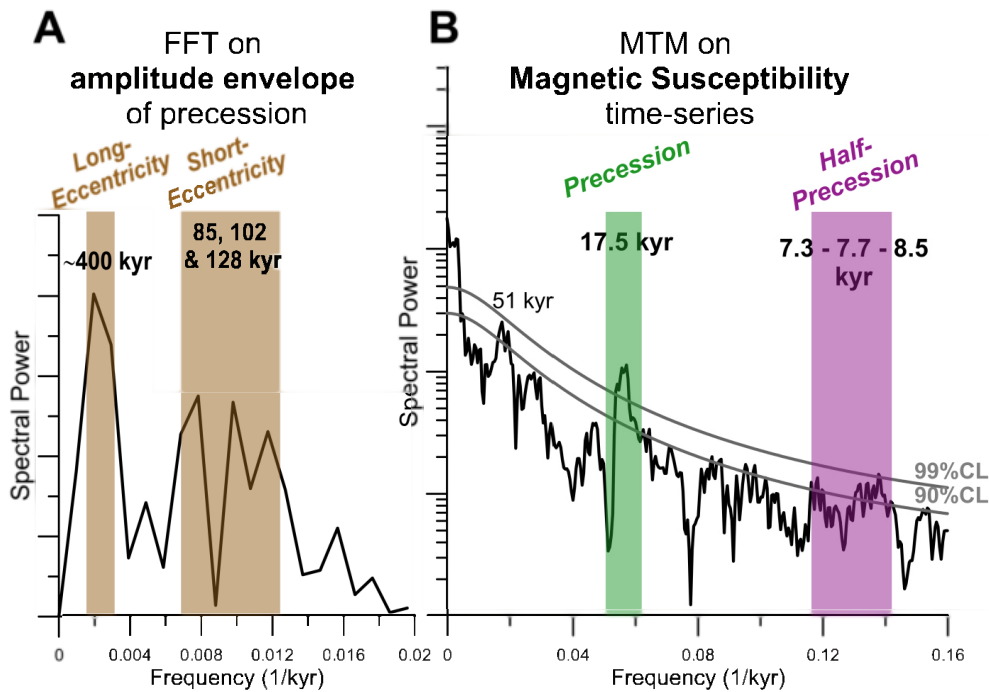 A
FFT on
amplitude envelope
of precession
Long-
Eccentricity
Short-
Eccentricity
~400 kyr
85, 102
& 128 kyr
Spectral Power
0
0.004
0.008
0.012
0.016
0.02
Frequency (1/kyr)
B
MTM on
Magnetic Susceptibility
time-series
Precession
Half-
Precession
17.5 kyr
7.3 - 7.7 - 8.5
kyr
51 kyr
Spectral Power
99%CL
90%CL
0
0.04
0.08
0.12
0.16
Frequency (1/kyr)